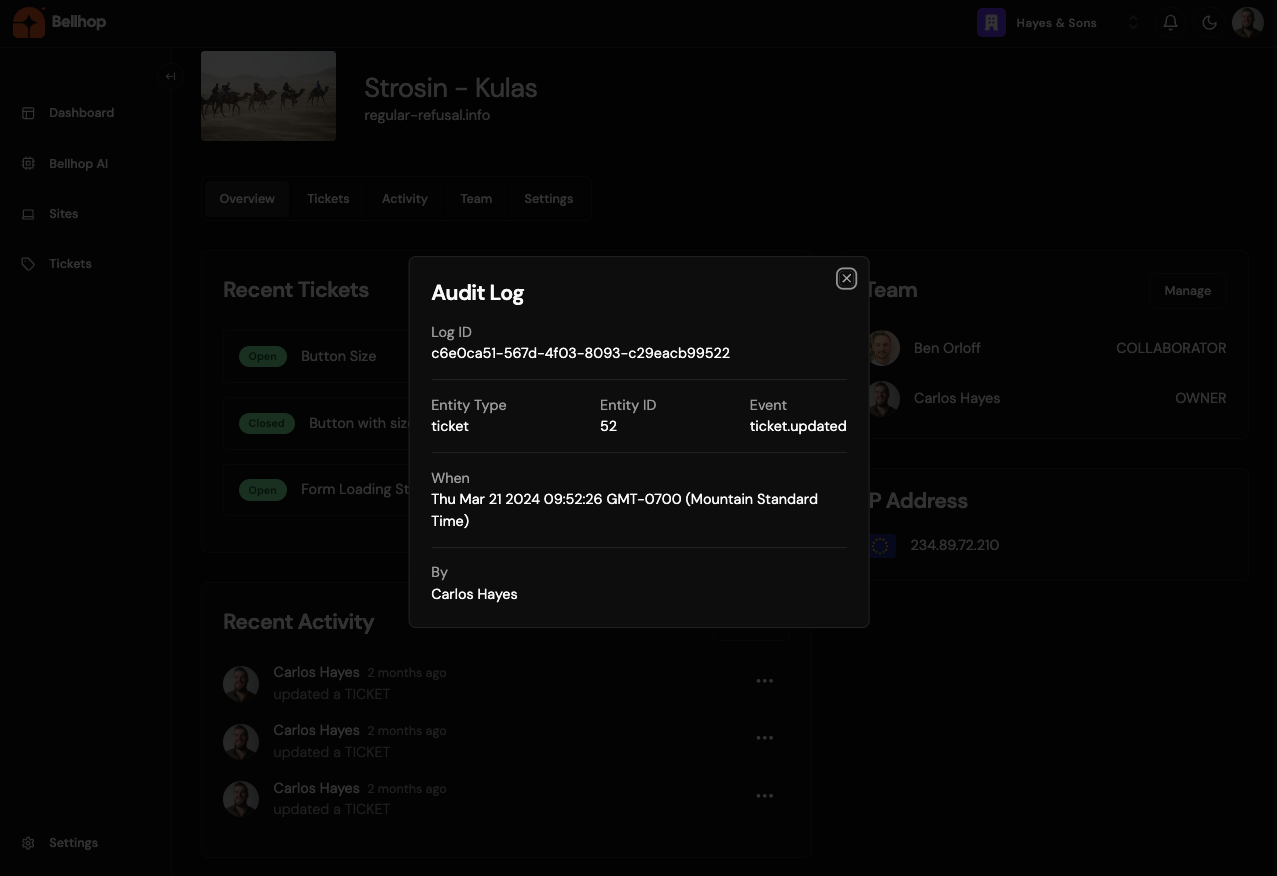 Bellhop
Hayes & Sons
Dashboard
Bellhop AI
Sites
Tickets
Settings
Strosin - Kulas
regular-refusal.info
Overview
Tickets
Activity
Team
Settings
Recent Tickets
Open
Button Size
Closed
Button with siz
Open
Form Loading St
Audit Log
Log ID
c6e0ca51-567d-4f03-8093-c29eacb99522
Entity Type
ticket
Entity ID
52
Event
ticket.updated
When
Thu Mar 21 2024 09:52:26 GMT-0700 (Mountain Standard
Time)
By
Carlos Hayes
Team
Manage
Ben Orloff
COLLABORATOR
Carlos Hayes
OWNER
P Address
234.89.72.210
Recent Activity
Carlos Hayes 2 months ago
updated a TICKET
Carlos Hayes 2 months ago
updated a TICKET
Carlos Hayes 2 months ago
updated a TICKET